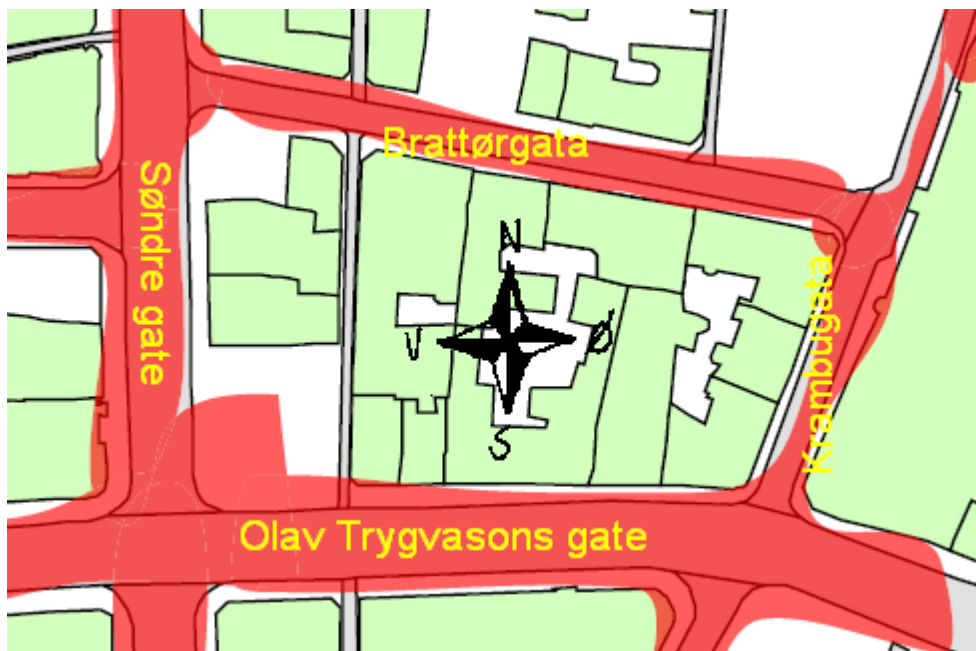 Brattørgata
Søndre gate
N
V
Ø
S
Krambugata
Olav Trygvasons gate